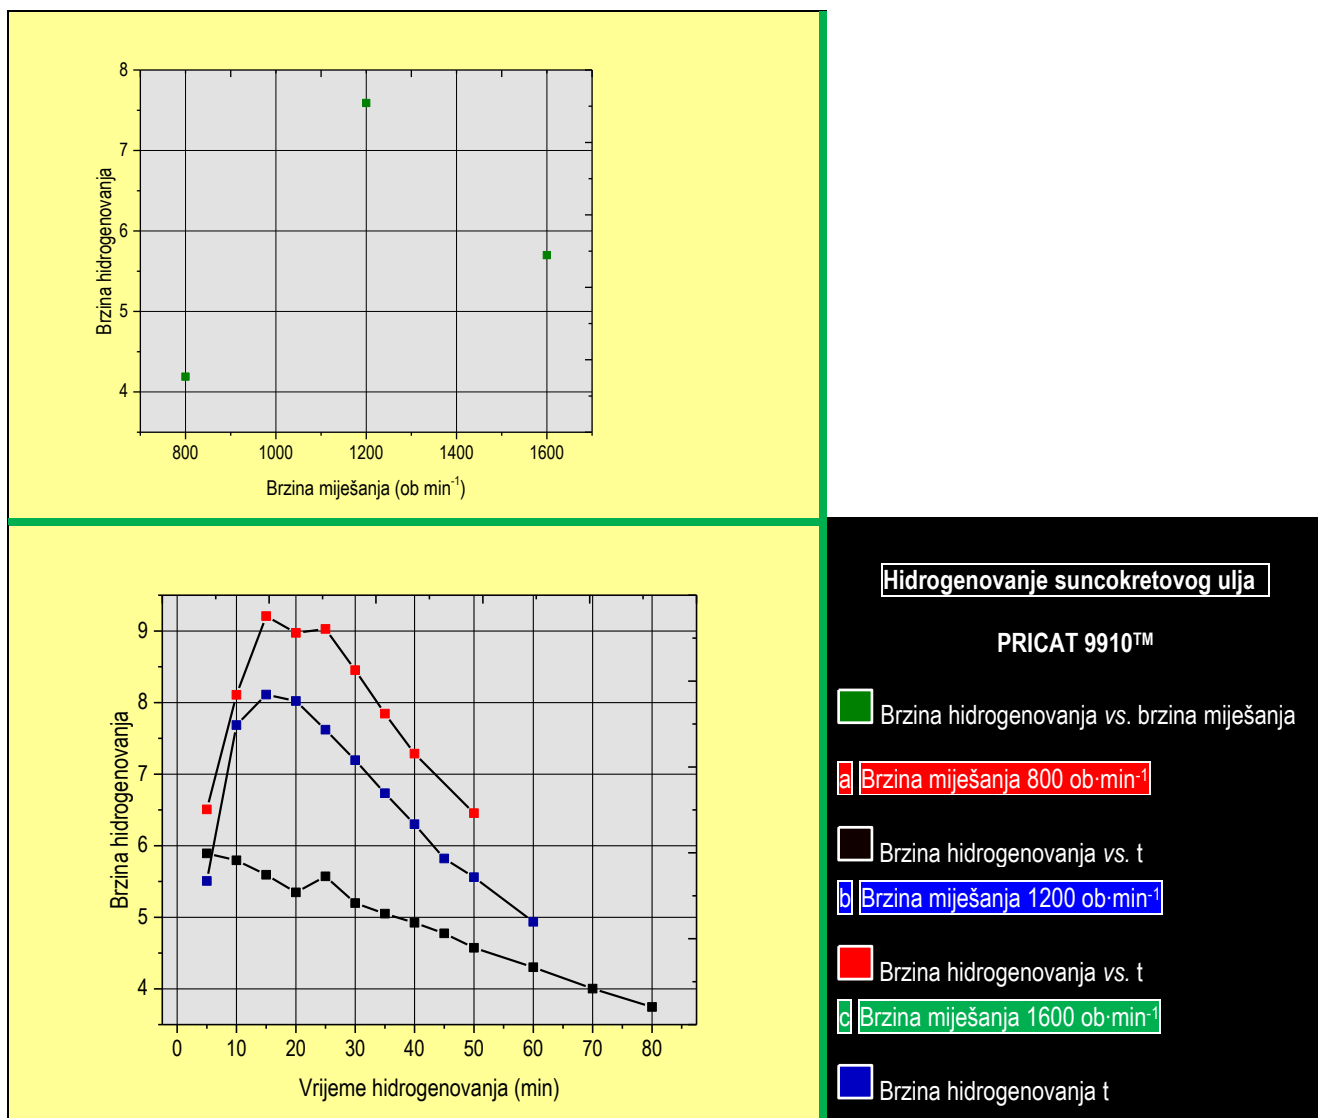 8
7
6
5
4
Brzina hidrogenovanja
800 1000 1200 1400 1600
Brzina miješanja (ob min-1)
9
8
7
6
5
4
Brzina hidrogenovanja
0 10 20 30 40 50 60 70 80
Vrijeme hidrogenovanja (min)
Hidrogenovanje suncokretovog ulja
PRICAT 9910™
Brzina hidrogenovanja vs. brzina miješanja
a Brzina miješanja 800 ob·min-1
Brzina hidrogenovanja vs. t
b Brzina miješanja 1200 ob·min-1
Brzina hidrogenovanja vs. t
c Brzina miješanja 1600 ob·min-1
Brzina hidrogenovanja t